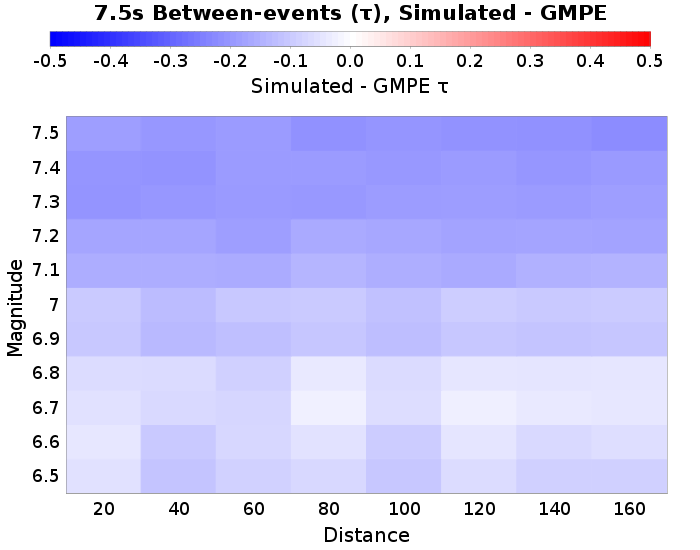 7.5s Between-events (τ), Simulated - GMPE
-0.5 -0.4 -0.3 -0.2 -0.1 0.0 0.1 0.2 0.3 0.4 0.5
Simulated - GMPE τ
Magnitude
7.5
7.4
7.3
7.2
7.1
7
6.9
6.8
6.7
6.6
6.5
20 40 60 80 100 120 140 160
Distance